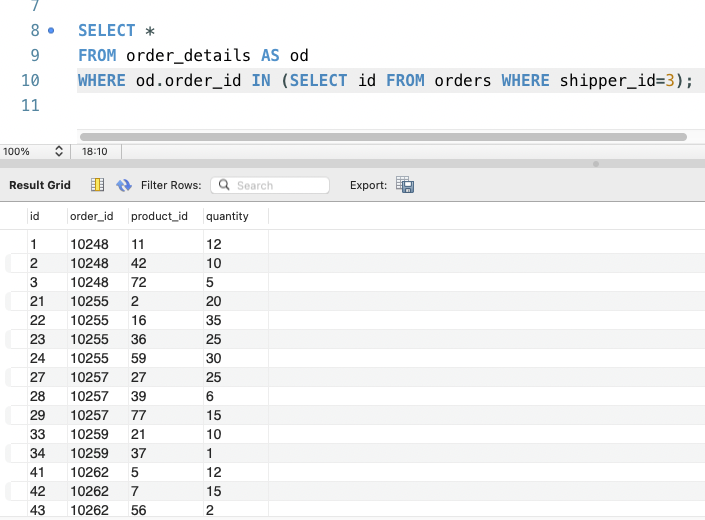 7
8 SELECT *
9 FROM order_details AS od
10 WHERE od.order_id IN (SELECT id FROM orders WHERE shipper_id=3);
11
100% 18:10
Result Grid Filter Rows: Search Export:
id order_id product_id quantity
1 10248 11 12
2 10248 42 10
3 10248 72 5
21 10255 2 20
22 10255 16 35
23 10255 36 25
24 10255 59 30
27 10257 27 25
28 10257 39 6
29 10257 77 15
33 10259 21 10
34 10259 37 1
41 10262 5 12
42 10262 7 15
43 10262 56 2